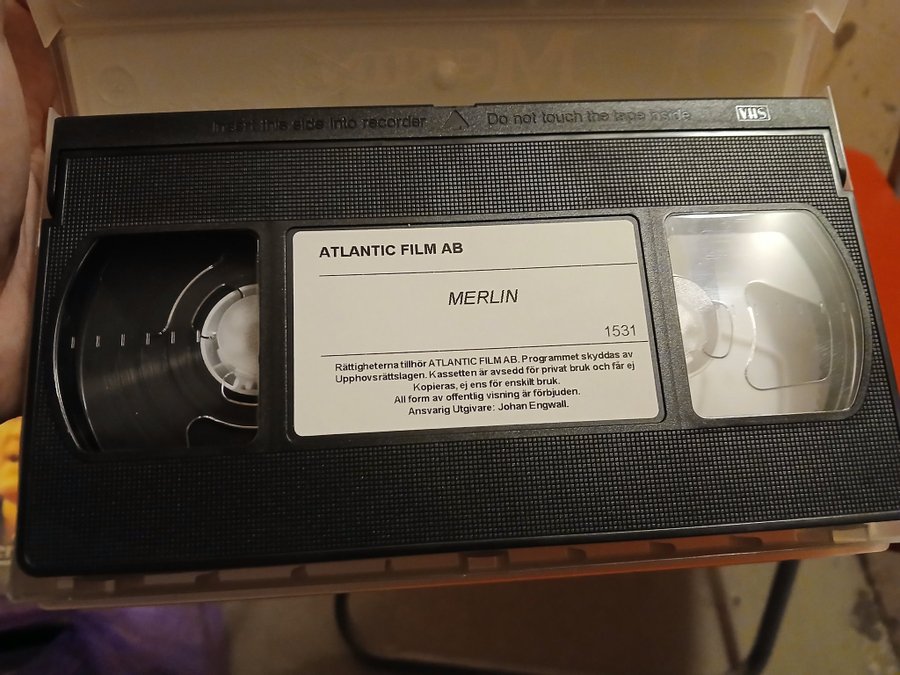 Insert this side into recorder Do not touch the tape inside VHS
ATLANTIC FILM AB
MERLIN
1531
Rättigheterna tillhör ATLANTIC FILM AB. Programmet skyddas av
Upphovsrättslagen. Kassetten är avsedd för privat bruk och får ej
Kopieras, ej ens för enskilt bruk.
All form av offentlig visning är förbjuden.
Ansvarig Utgivare: Johan Engwall.